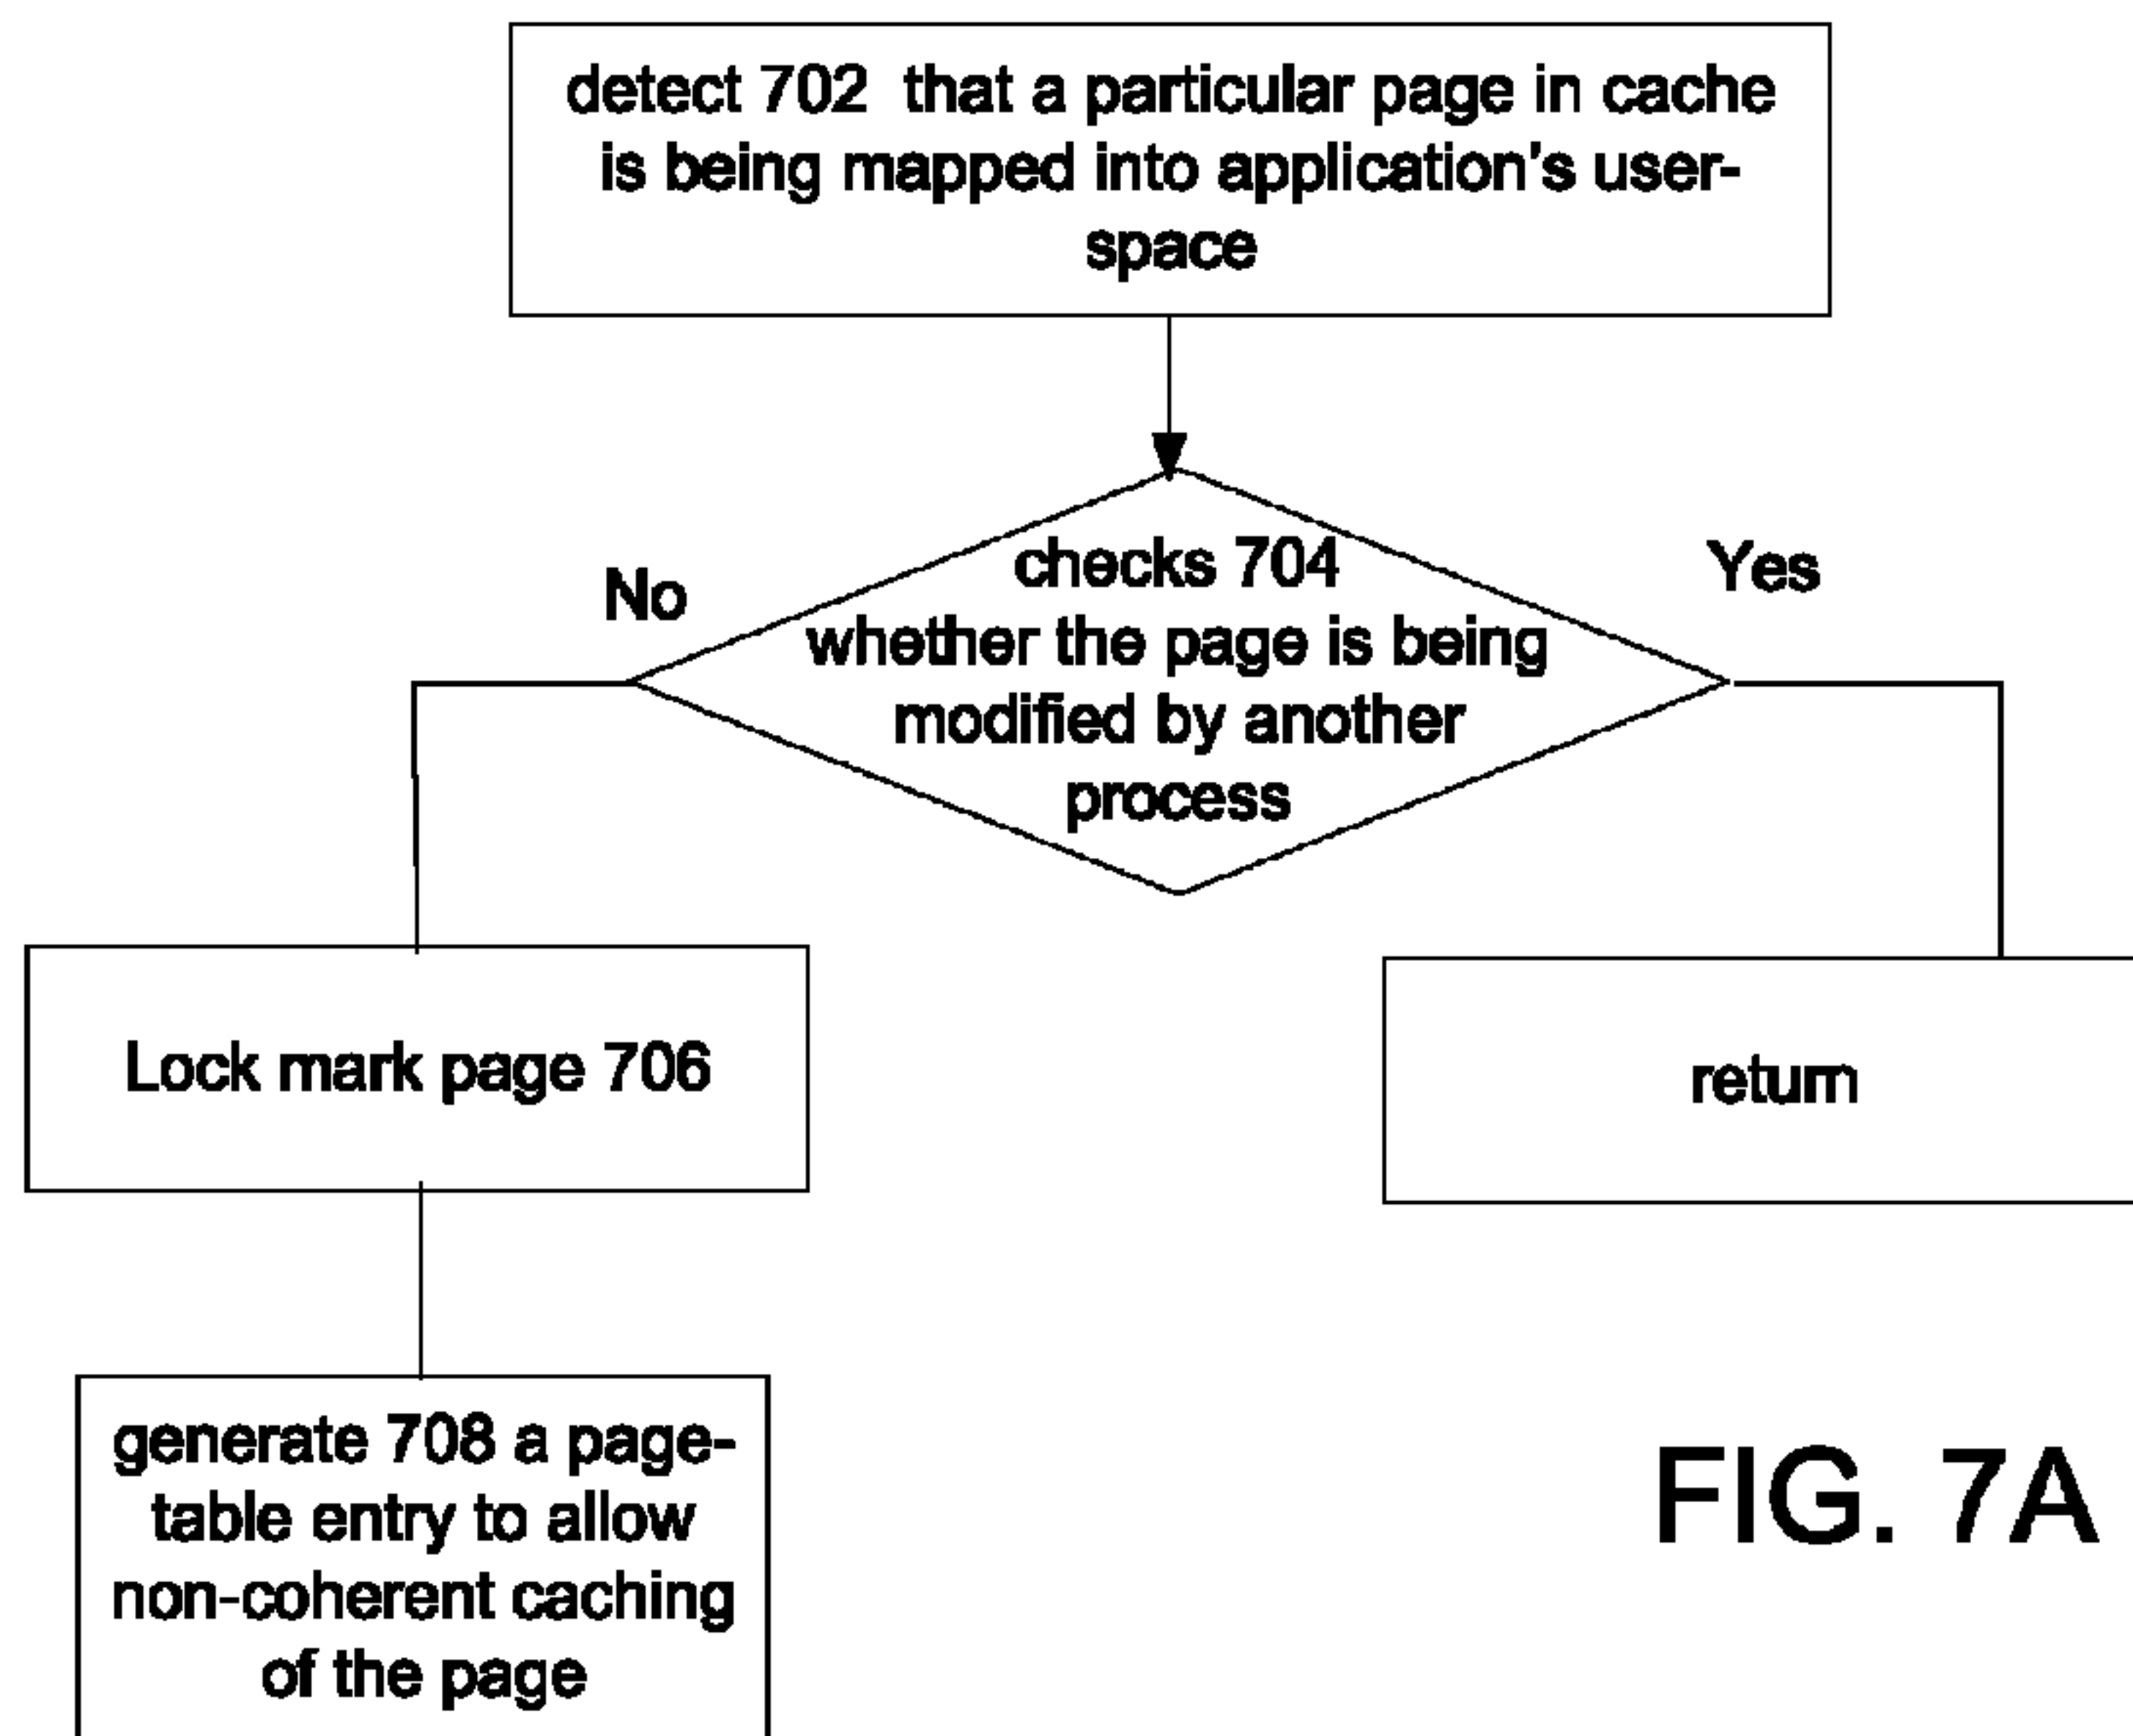 detect 702 that a particular page in cache
is being mapped into application's user-
space
checks 704
whether the page is being
modified by another
process
No
Yes
Lock mark page 706
return
generate 708 a page-
table entry to allow
non-coherent caching
of the page
FIG. 7A